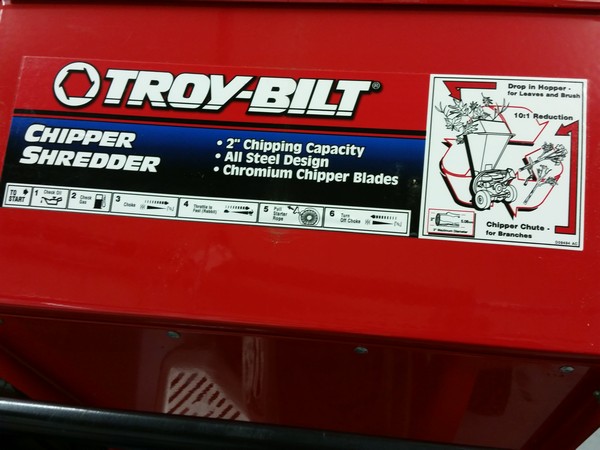 TROY-BILT®
CHIPPER
SHREDDER
• 2" Chipping Capacity
• All Steel Design
• Chromium Chipper Blades
TO START
1 Check Oil
2 Check Gas
3 Choke
4 Throttle to Fast (Rabbit)
5 Pull Starter Rope
6 Turn Off Choke
Drop in Hopper -
for Leaves and Brush
10:1 Reduction
Chipper Chute -
for Branches